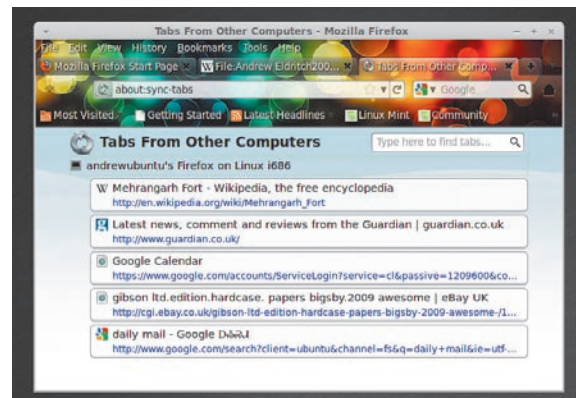 Tabs From Other Computers - Mozilla Firefox
File Edit View History Bookmarks Tools Help
Mozilla Firefox Start Page
File:Andrew Eldritch200...
Tabs From Other Comp...
about:sync-tabs
Google
Most Visited
Getting Started
Latest Headlines
Linux Mint
Community
Tabs From Other Computers
Type here to find tabs...
andrewubuntu's Firefox on Linux i686
Mehrangarh Fort - Wikipedia, the free encyclopedia
http://en.wikipedia.org/wiki/Mehrangarh_Fort
Latest news, comment and reviews from the Guardian | guardian.co.uk
http://www.guardian.co.uk/
Google Calendar
https://www.google.com/accounts/ServiceLogin?service=cl&passive=1209600&co...
gibson ltd.edition.hardcase. papers bigsby.2009 awesome | eBay UK
http://cgi.ebay.co.uk/gibson-ltd-edition-hardcase-papers-bigsby-2009-awesome-/1...
daily mail - Google
http://www.google.com/search?client=ubuntu&channel=fs&q=daily+mail&ie=utf-...